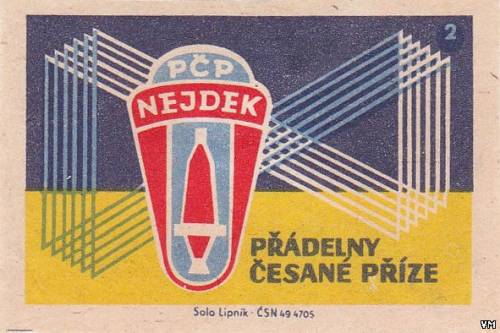 2
PČP
NEJDEK
PŘÁDELNY
ČESANÉ PŘÍZE
Solo Lipník · ČSN 49 4705
VM